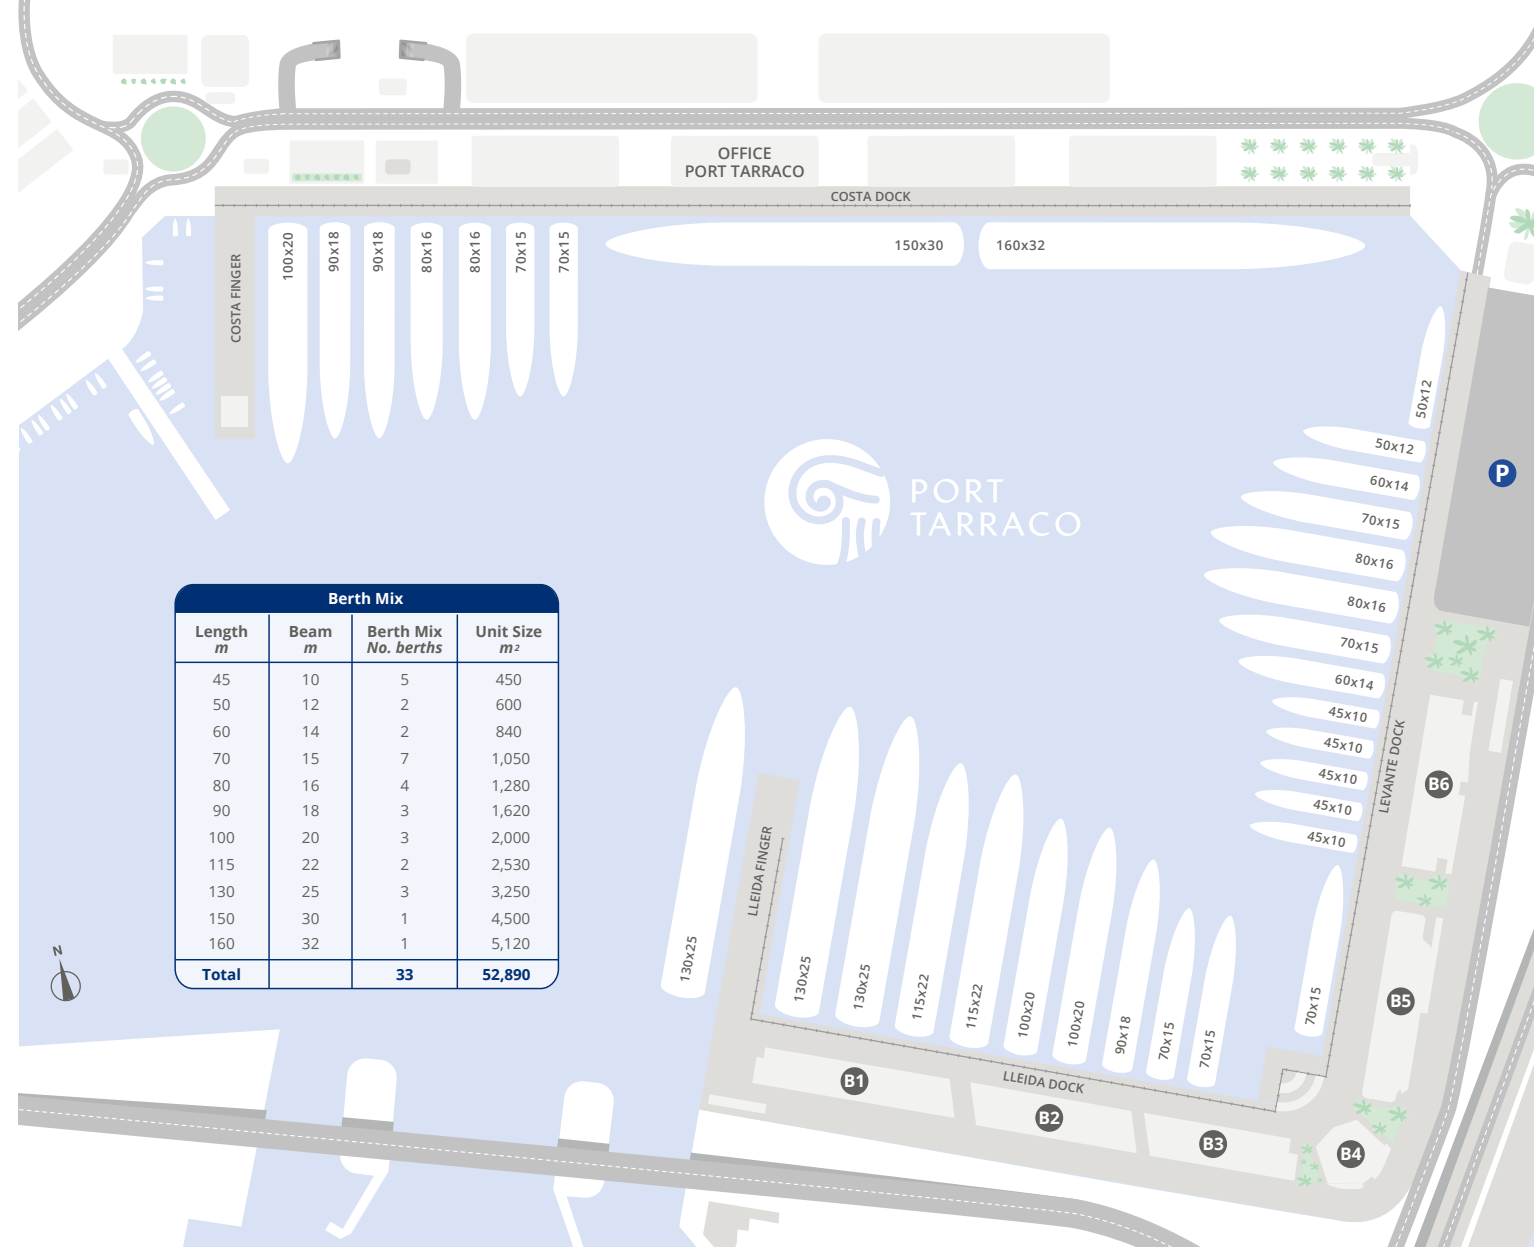 OFFICE
PORT TARRACO
COSTA DOCK
COSTA FINGER
100x20
90x18
90x18
80x16
80x16
70x15
70x15
150x30
160x32
50x12
50x12
60x14
70x15
80x16
80x16
70x15
60x14
45x10
45x10
45x10
45x10
45x10
70x15
LEVANTE DOCK
P
PORT
TARRACO
Berth Mix
Length Beam Berth Mix Unit Size
m m No. berths m²
45 10 5 450
50 12 2 600
60 14 2 840
70 15 7 1,050
80 16 4 1,280
90 18 3 1,620
100 20 3 2,000
115 22 2 2,530
130 25 3 3,250
150 30 1 4,500
160 32 1 5,120
Total 33 52,890
N
130x25
LLEIDA FINGER
130x25
130x25
115x22
115x22
100x20
100x20
90x18
70x15
70x15
LLEIDA DOCK
B1
B2
B3
B4
B5
B6